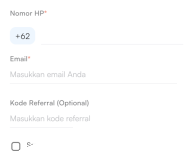 Nomor HP*
+62
Email*
Masukkan email Anda
Kode Referral (Optional)
Masukkan kode referral